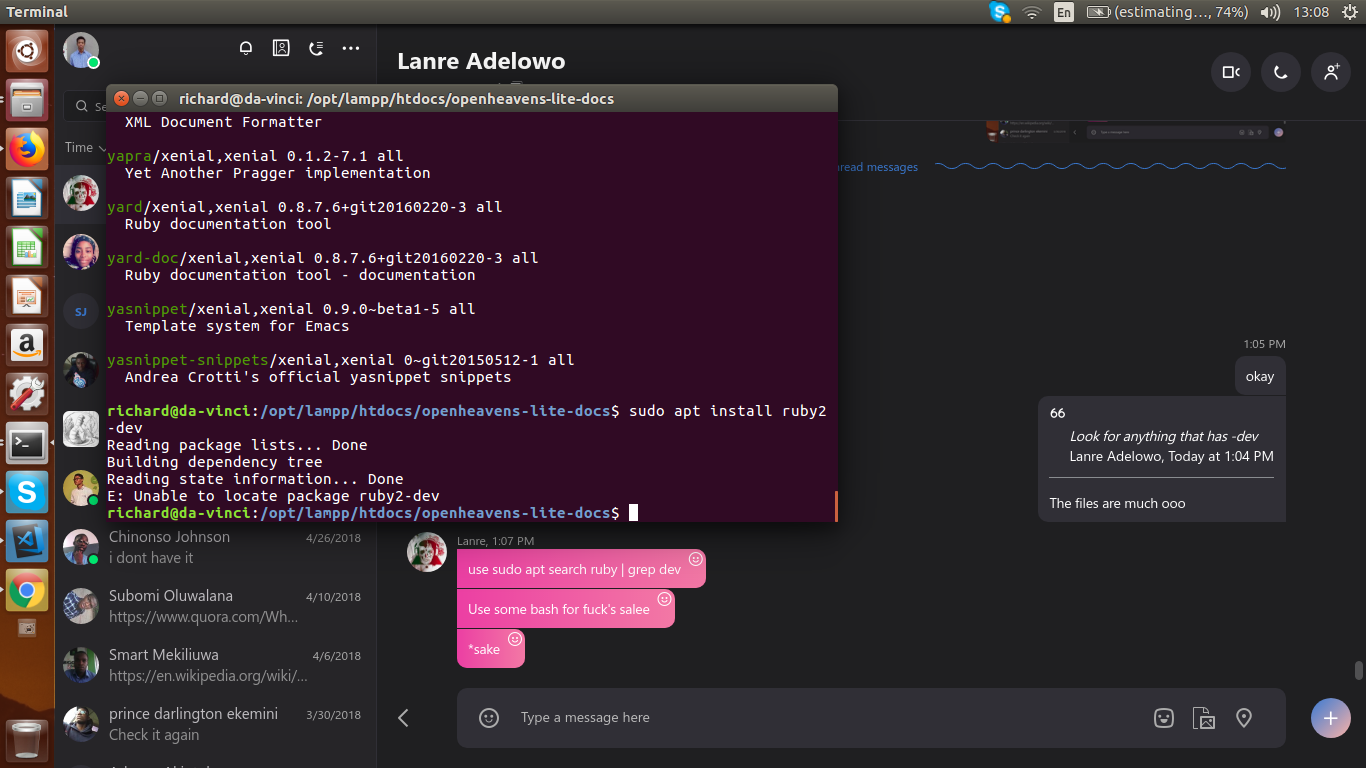 Terminal
En
(estimating..., 74%)
13:08
Lanre Adelowo
Se
Time
richard@da-vinci: /opt/lampp/htdocs/openheavens-lite-docs
XML Document Formatter
yapra/xenial,xenial 0.1.2-7.1 all
Yet Another Pragger implementation
yard/xenial,xenial 0.8.7.6+git20160220-3 all
Ruby documentation tool
yard-doc/xenial,xenial 0.8.7.6+git20160220-3 all
Ruby documentation tool - documentation
yasnippet/xenial,xenial 0.9.0~beta1-5 all
Template system for Emacs
yasnippet-snippets/xenial,xenial 0~git20150512-1 all
Andrea Crotti's official yasnippet snippets
richard@da-vinci:/opt/lampp/htdocs/openheavens-lite-docs$ sudo apt install ruby2
-dev
Reading package lists... Done
Building dependency tree
Reading state information... Done
E: Unable to locate package ruby2-dev
richard@da-vinci:/opt/lampp/htdocs/openheavens-lite-docs$
SJ
Chinonso Johnson
4/26/2018
i dont have it
Subomi Oluwalana
4/10/2018
https://www.quora.com/Wh...
Smart Mekiliuwa
4/6/2018
https://en.wikipedia.org/wiki/...
prince darlington ekemini
3/30/2018
Check it again
read messages
1:05 PM
okay
66
Look for anything that has -dev
Lanre Adelowo, Today at 1:04 PM
The files are much ooo
Lanre, 1:07 PM
use sudo apt search ruby | grep dev
Use some bash for fuck's salee
*sake
Type a message here